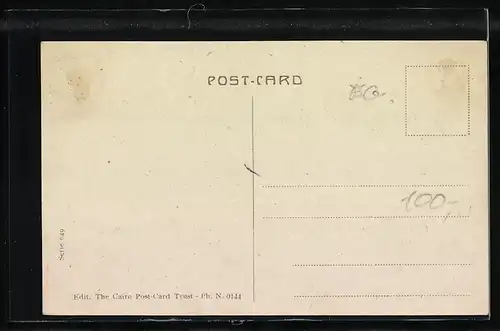 POST-CARD
100,-
Serie 649
Edit. The Cairo Post-Card Trust - Ph. N. 0144